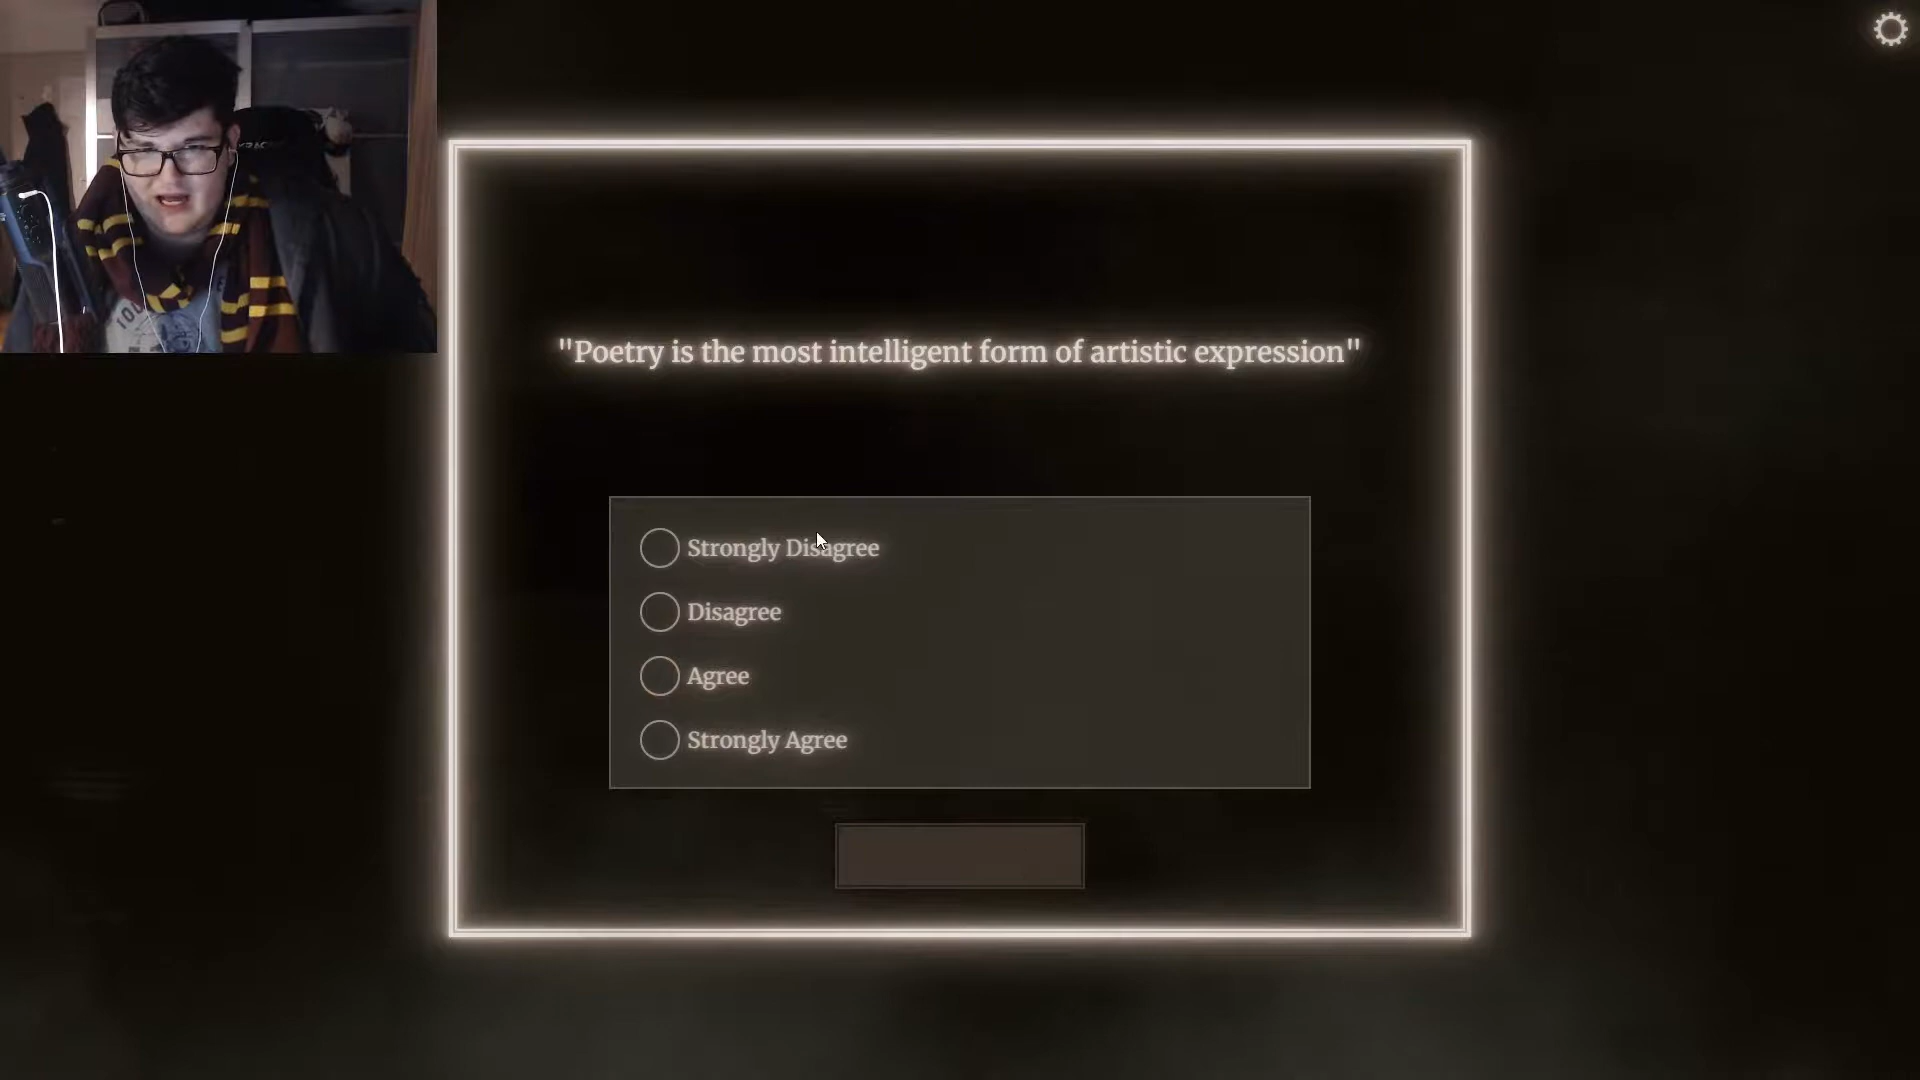 "Poetry is the most intelligent form of artistic expression"
Strongly Disagree
Disagree
Agree
Strongly Agree